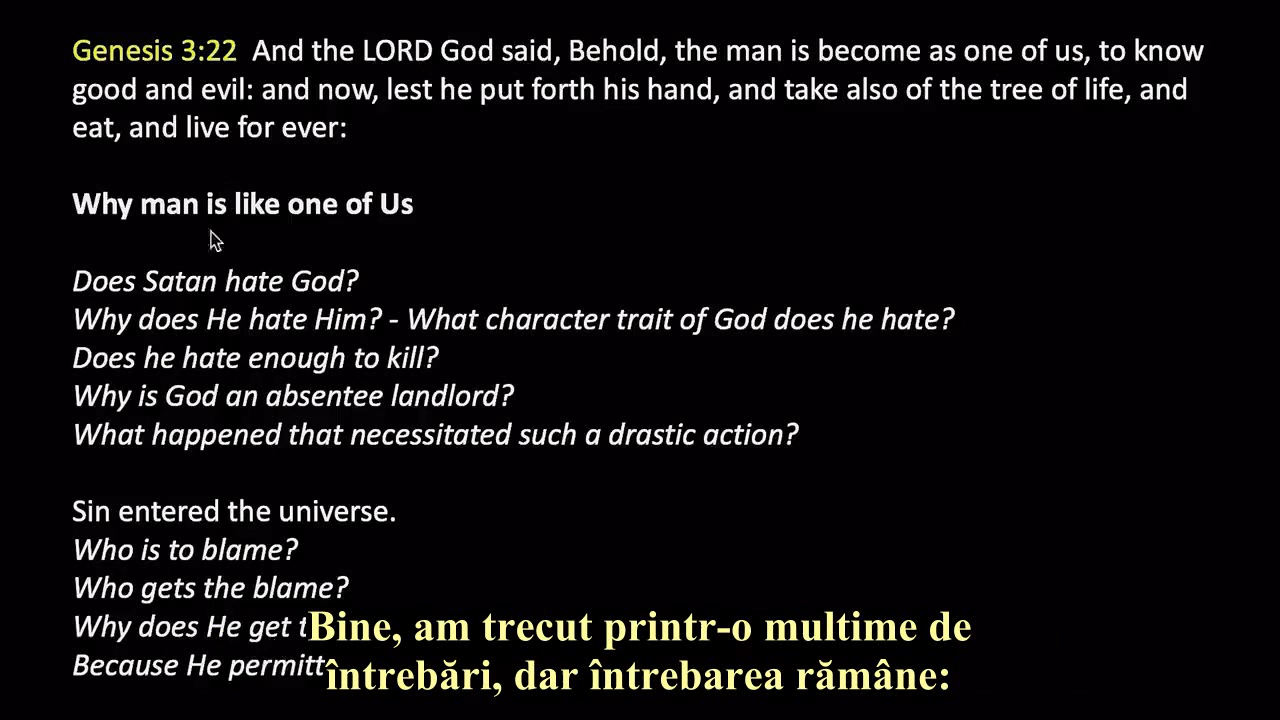 Genesis 3:22 And the LORD God said, Behold, the man is become as one of us, to know
good and evil: and now, lest he put forth his hand, and take also of the tree of life, and
eat, and live for ever:
Why man is like one of Us
Does Satan hate God?
Why does He hate Him? - What character trait of God does he hate?
Does he hate enough to kill?
Why is God an absentee landlord?
What happened that necessitated such a drastic action?
Sin entered the universe.
Who is to blame?
Who gets the blame?
Why does He get
Because He
Bine, am trecut printr-o multime de
întrebări, dar întrebarea rămâne: